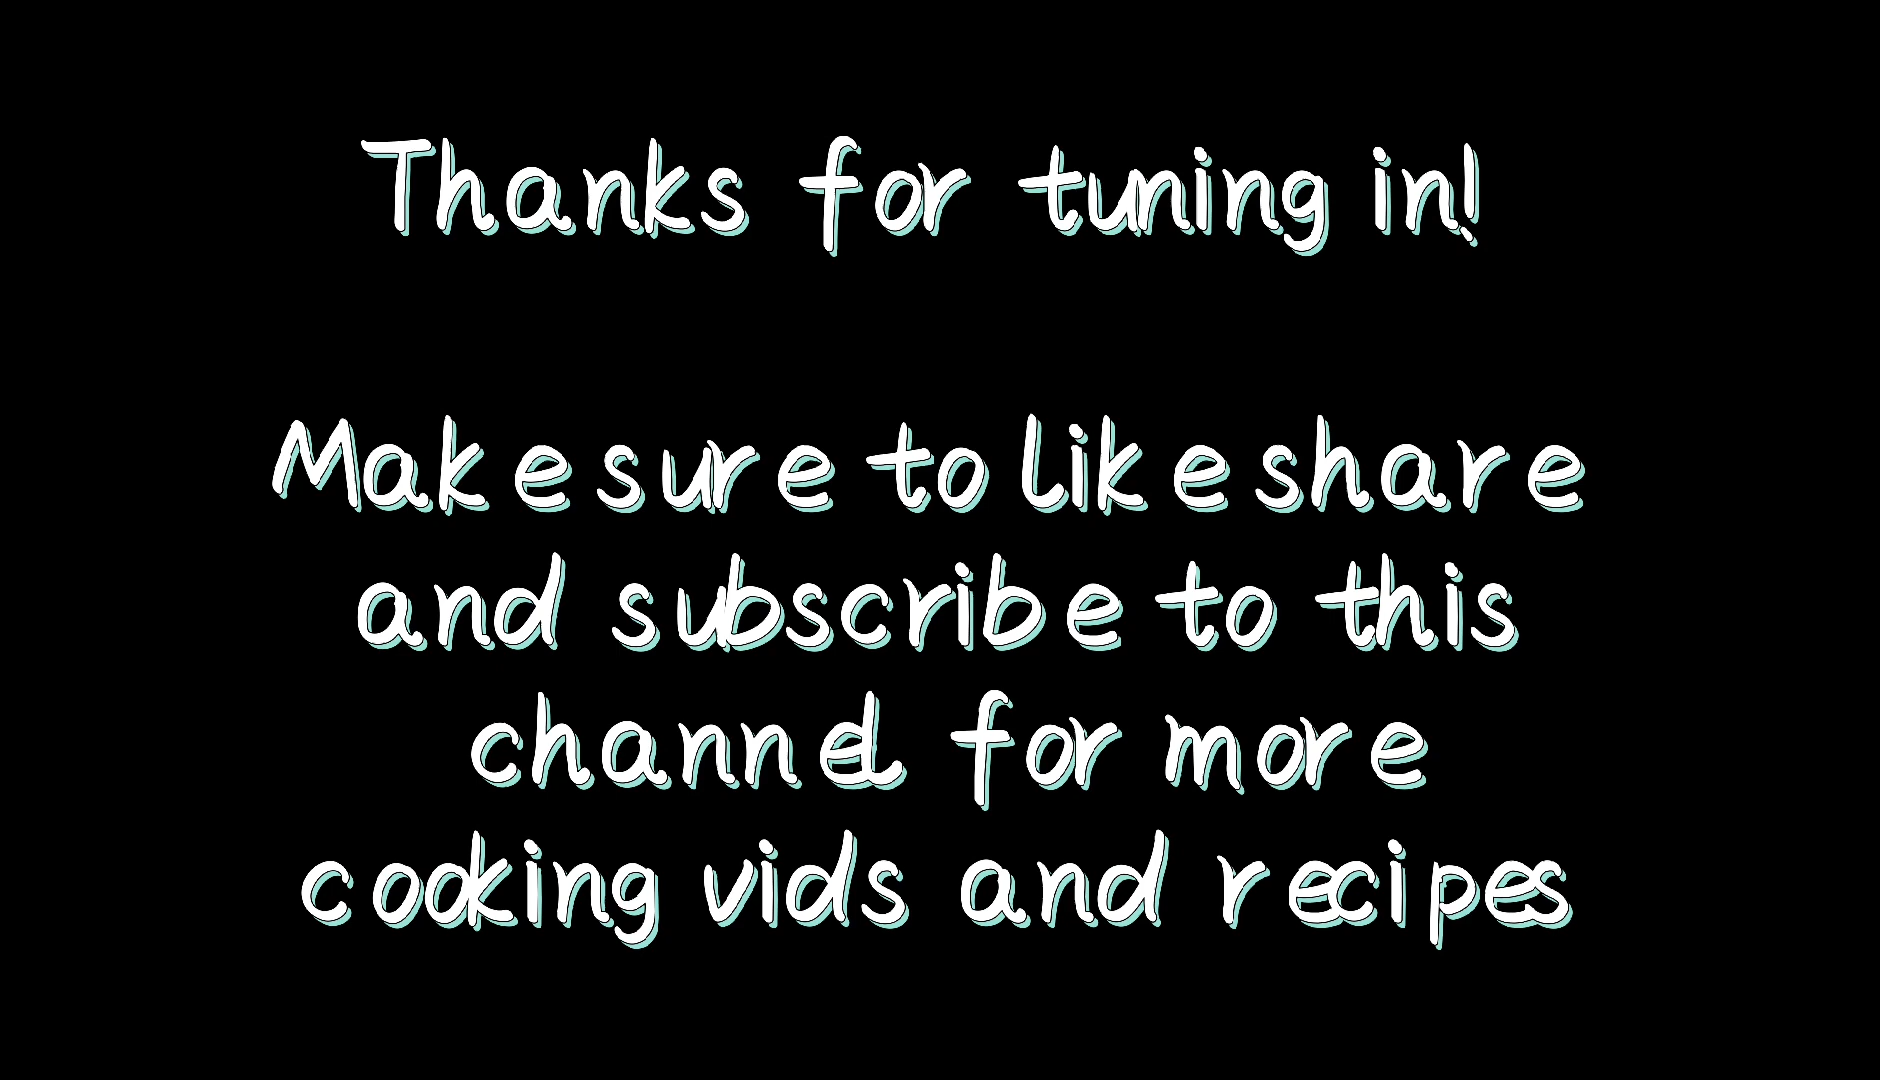 Thanks for tuning in!
Make sure to like share
and subscribe to this
channel for more
cooking vids and recipes